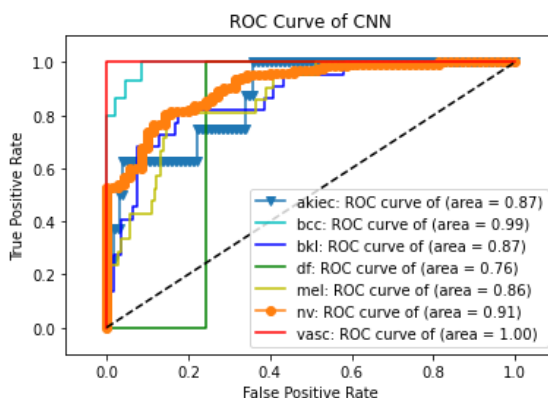 ROC Curve of CNN
True Positive Rate
1.0
0.8
0.6
0.4
0.2
0.0
akiec: ROC curve of (area = 0.87)
bcc: ROC curve of (area = 0.99)
bkl: ROC curve of (area = 0.87)
df: ROC curve of (area = 0.76)
mel: ROC curve of (area = 0.86)
nv: ROC curve of (area = 0.91)
vasc: ROC curve of (area = 1.00)
0.0 0.2 0.4 0.6 0.8 1.0
False Positive Rate